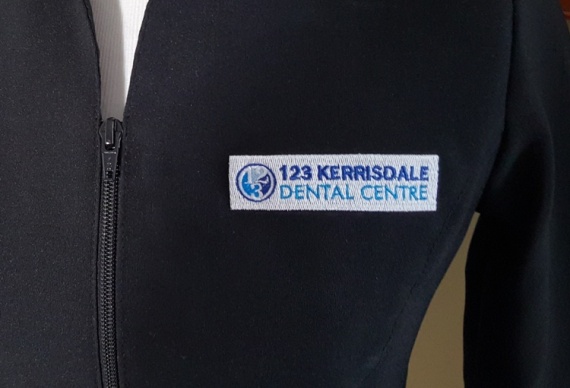 123 KERRISDALE
DENTAL CENTRE